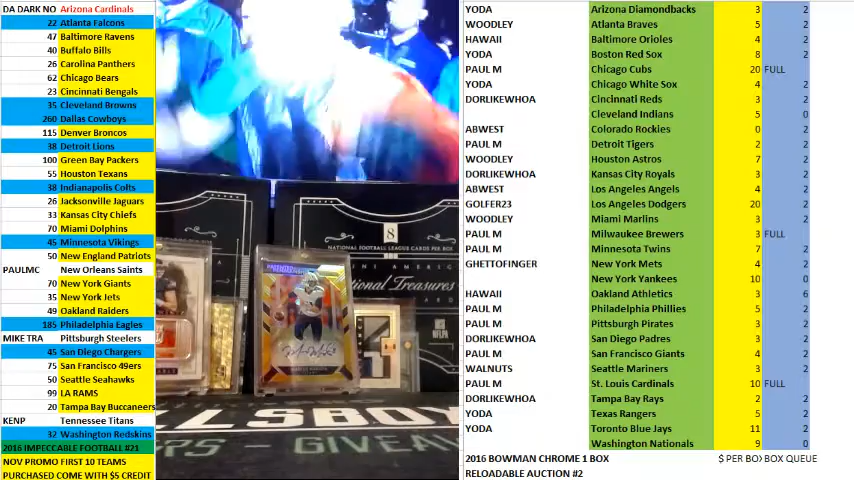 DA DARK NO Arizona Cardinals
22 Atlanta Falcons
47 Baltimore Ravens
40 Buffalo Bills
26 Carolina Panthers
62 Chicago Bears
23 Cincinnati Bengals
35 Cleveland Browns
260 Dallas Cowboys
115 Denver Broncos
38 Detroit Lions
100 Green Bay Packers
55 Houston Texans
38 Indianapolis Colts
26 Jacksonville Jaguars
33 Kansas City Chiefs
70 Miami Dolphins
45 Minnesota Vikings
50 New England Patriots
PAULMC New Orleans Saints
70 New York Giants
35 New York Jets
49 Oakland Raiders
185 Philadelphia Eagles
MIKE TRA Pittsburgh Steelers
45 San Diego Chargers
75 San Francisco 49ers
50 Seattle Seahawks
99 LA RAMS
20 Tampa Bay Buccaneers
KENP Tennessee Titans
32 Washington Redskins
2016 IMPECCABLE FOOTBALL #21
NOV PROMO FIRST 10 TEAMS
PURCHASED COME WITH $5 CREDIT
8
NATIONAL FOOTBALL LEAGUE CARDS PER BOX
National Treasures
LLSBOY
RS - GIVEAW
YODA Arizona Diamondbacks 3 2
WOODLEY Atlanta Braves 5 2
HAWAII Baltimore Orioles 4 2
YODA Boston Red Sox 8 2
PAUL M Chicago Cubs 20 FULL
YODA Chicago White Sox 4 2
DORLIKEWHOA Cincinnati Reds 3 2
Cleveland Indians 5 0
ABWEST Colorado Rockies 0 2
PAUL M Detroit Tigers 2 2
WOODLEY Houston Astros 7 2
DORLIKEWHOA Kansas City Royals 3 2
ABWEST Los Angeles Angels 4 2
GOLFER23 Los Angeles Dodgers 20 2
WOODLEY Miami Marlins 3 2
PAUL M Milwaukee Brewers 3 FULL
PAUL M Minnesota Twins 7 2
GHETTOFINGER New York Mets 4 2
New York Yankees 10 0
HAWAII Oakland Athletics 3 6
PAUL M Philadelphia Phillies 5 2
PAUL M Pittsburgh Pirates 3 2
DORLIKEWHOA San Diego Padres 3 2
PAUL M San Francisco Giants 4 2
WALNUTS Seattle Mariners 3 2
PAUL M St. Louis Cardinals 10 FULL
DORLIKEWHOA Tampa Bay Rays 2 2
YODA Texas Rangers 5 2
YODA Toronto Blue Jays 11 2
Washington Nationals 9 0
2016 BOWMAN CHROME 1 BOX $ PER BO BOX QUEUE
RELOADABLE AUCTION #2